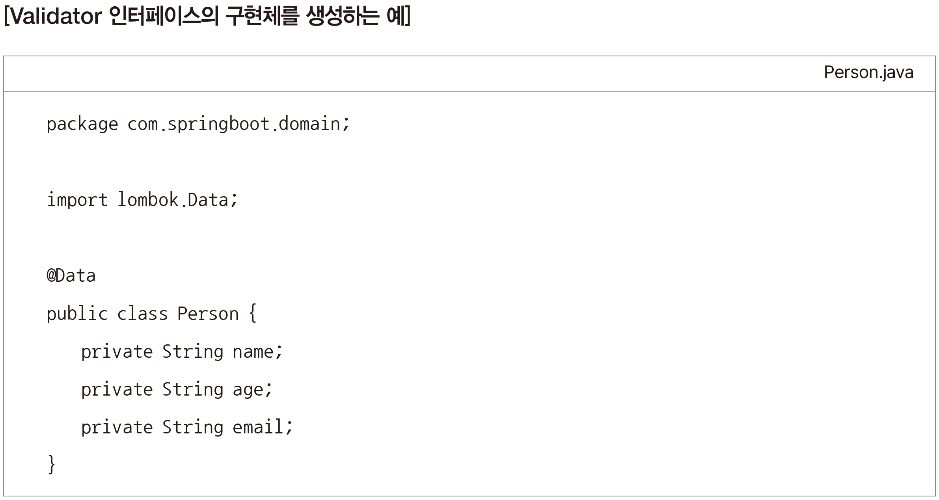 [Validator 인터페이스의 구현체를 생성하는 예]
Person.java
package com.springboot.domain;
import lombok.Data;
@Data
public class Person {
private String name;
private String age;
private String email;
}